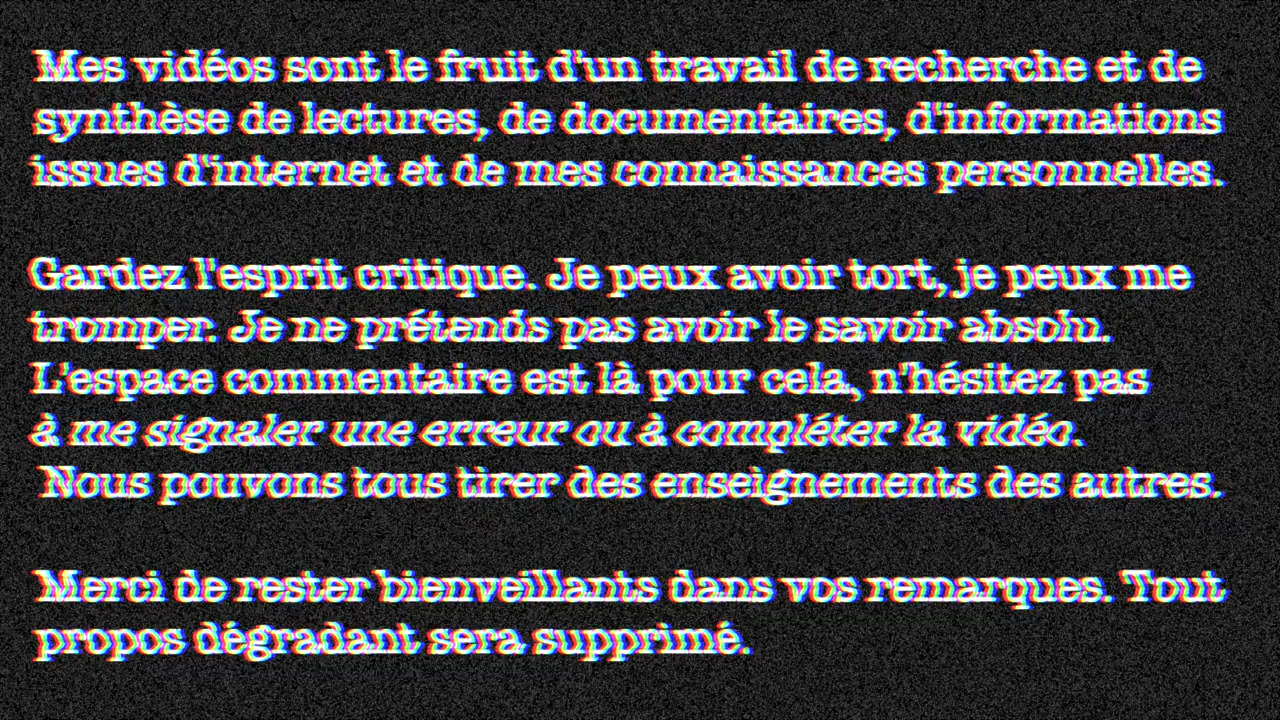 Mes vidéos sont le fruit d'un travail de recherche et de
synthèse de lectures, de documentaires, d'informations
issues d'internet et de mes connaissances personnelles.
Gardez l'esprit critique. Je peux avoir tort, je peux me
tromper. Je ne prétends pas avoir le savoir absolu.
L'espace commentaire est là pour cela, n'hésitez pas
à me signaler une erreur ou à compléter la vidéo.
Nous pouvons tous tirer des enseignements des autres.
Merci de rester bienveillants dans vos remarques. Tout
propos dégradant sera supprimé.